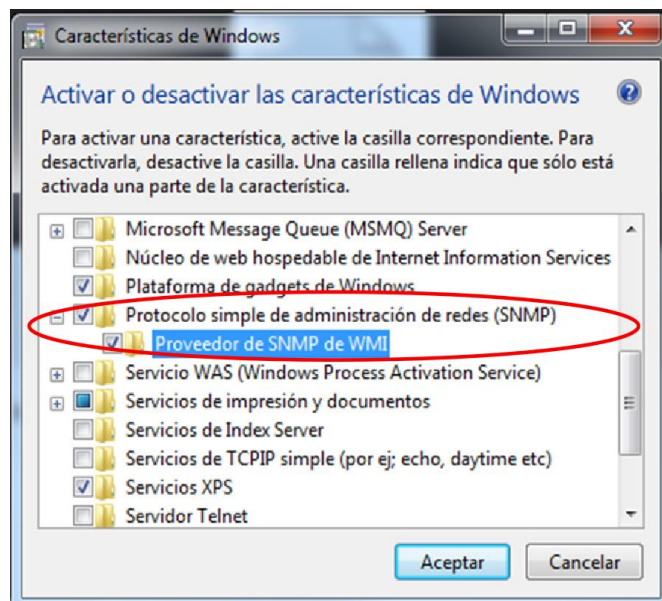 Características de Windows
Activar o desactivar las características de Windows
Para activar una característica, active la casilla correspondiente. Para
desactivarla, desactive la casilla. Una casilla rellena indica que sólo está
activada una parte de la característica.
Microsoft Message Queue (MSMQ) Server
Núcleo de web hospedable de Internet Information Services
Plataforma de gadgets de Windows
Protocolo simple de administración de redes (SNMP)
Proveedor de SNMP de WMI
Servicio WAS (Windows Process Activation Service)
Servicios de impresión y documentos
Servicios de Index Server
Servicios de TCPIP simple (por ej; echo, daytime etc)
Servicios XPS
Servidor Telnet
Aceptar Cancelar